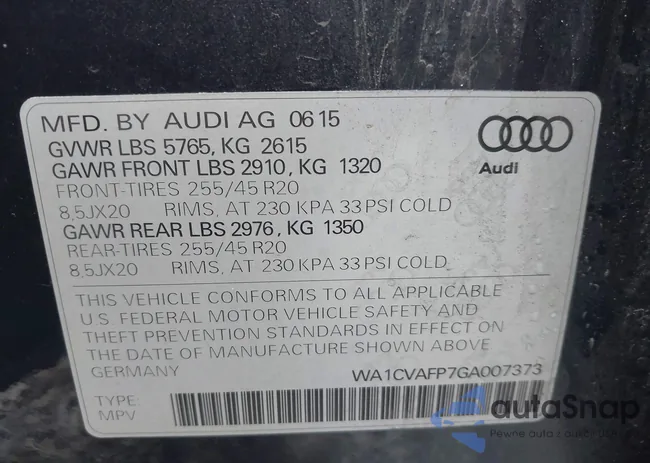 MFD. BY AUDI AG 0615
GVWR LBS 5765, KG 2615
GAWR FRONT LBS 2910, KG 1320
FRONT-TIRES 255/45 R20
8,5JX20 RIMS, AT 230 KPA 33 PSI COLD
GAWR REAR LBS 2976, KG 1350
REAR-TIRES 255/45 R20
8,5JX20 RIMS, AT 230 KPA 33 PSI COLD
Audi
THIS VEHICLE CONFORMS TO ALL APPLICABLE
U.S. FEDERAL MOTOR VEHICLE SAFETY AND
THEFT PREVENTION STANDARDS IN EFFECT ON
THE DATE OF MANUFACTURE SHOWN ABOVE
GERMANY WA1CVAFP7GA007373
TYPE:
MPV
autoSnap
Pewne auta z aukcji